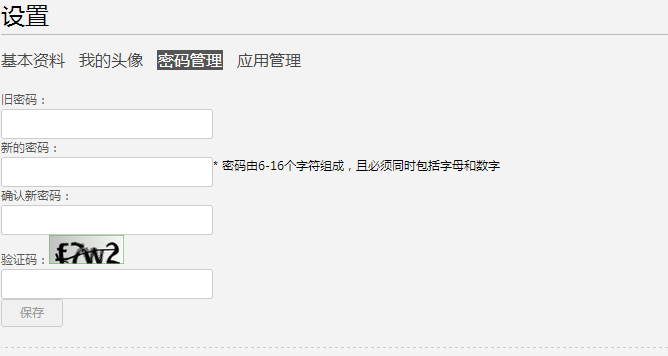 设置
基本资料 我的头像 密码管理 应用管理
旧密码：
新的密码：
* 密码由6-16个字符组成，且必须同时包括字母和数字
确认新密码：
验证码：f7w2
保存